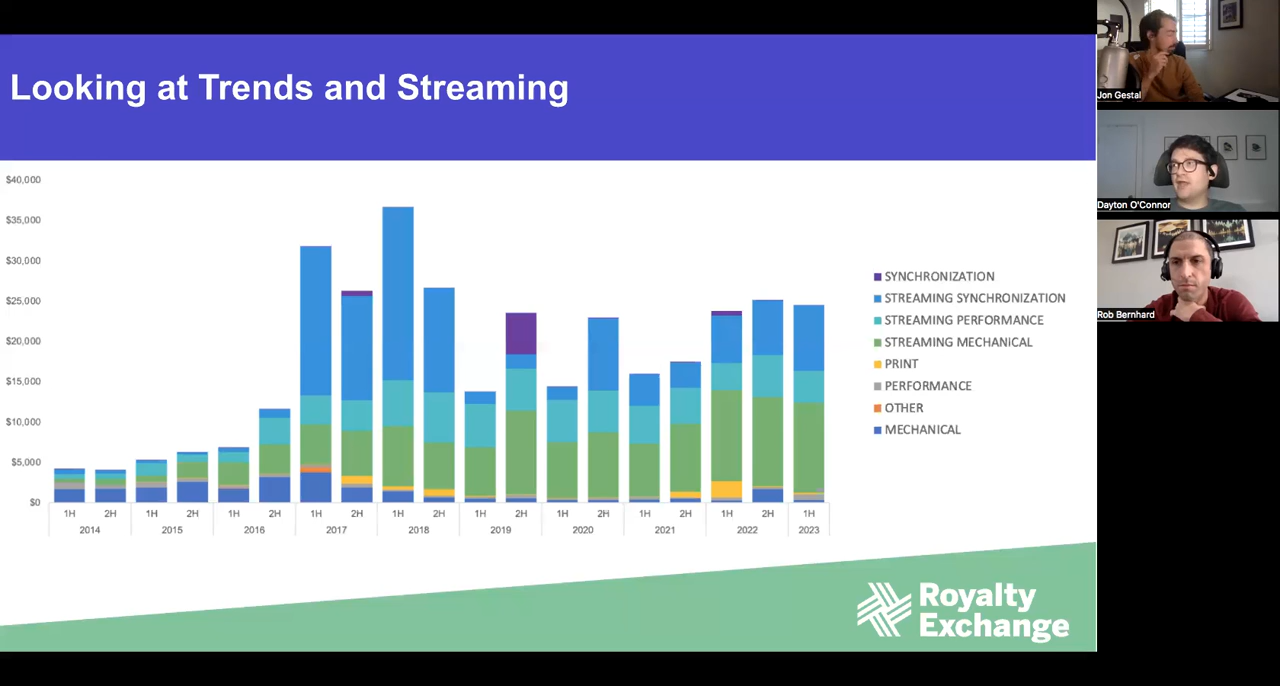 Looking at Trends and Streaming
$40,000
$35,000
$30,000
$25,000
$20,000
$15,000
$10,000
$5,000
$0
1H 2H 1H 2H 1H 2H 1H 2H 1H 2H 1H 2H 1H 2H 1H 2H 1H 2H 1H
2014 2015 2016 2017 2018 2019 2020 2021 2022 2023
SYNCHRONIZATION
STREAMING SYNCHRONIZATION
STREAMING PERFORMANCE
STREAMING MECHANICAL
PRINT
PERFORMANCE
OTHER
MECHANICAL
Royalty
Exchange
Jon Gestal
Dayton O'Connor
Rob Bernhard